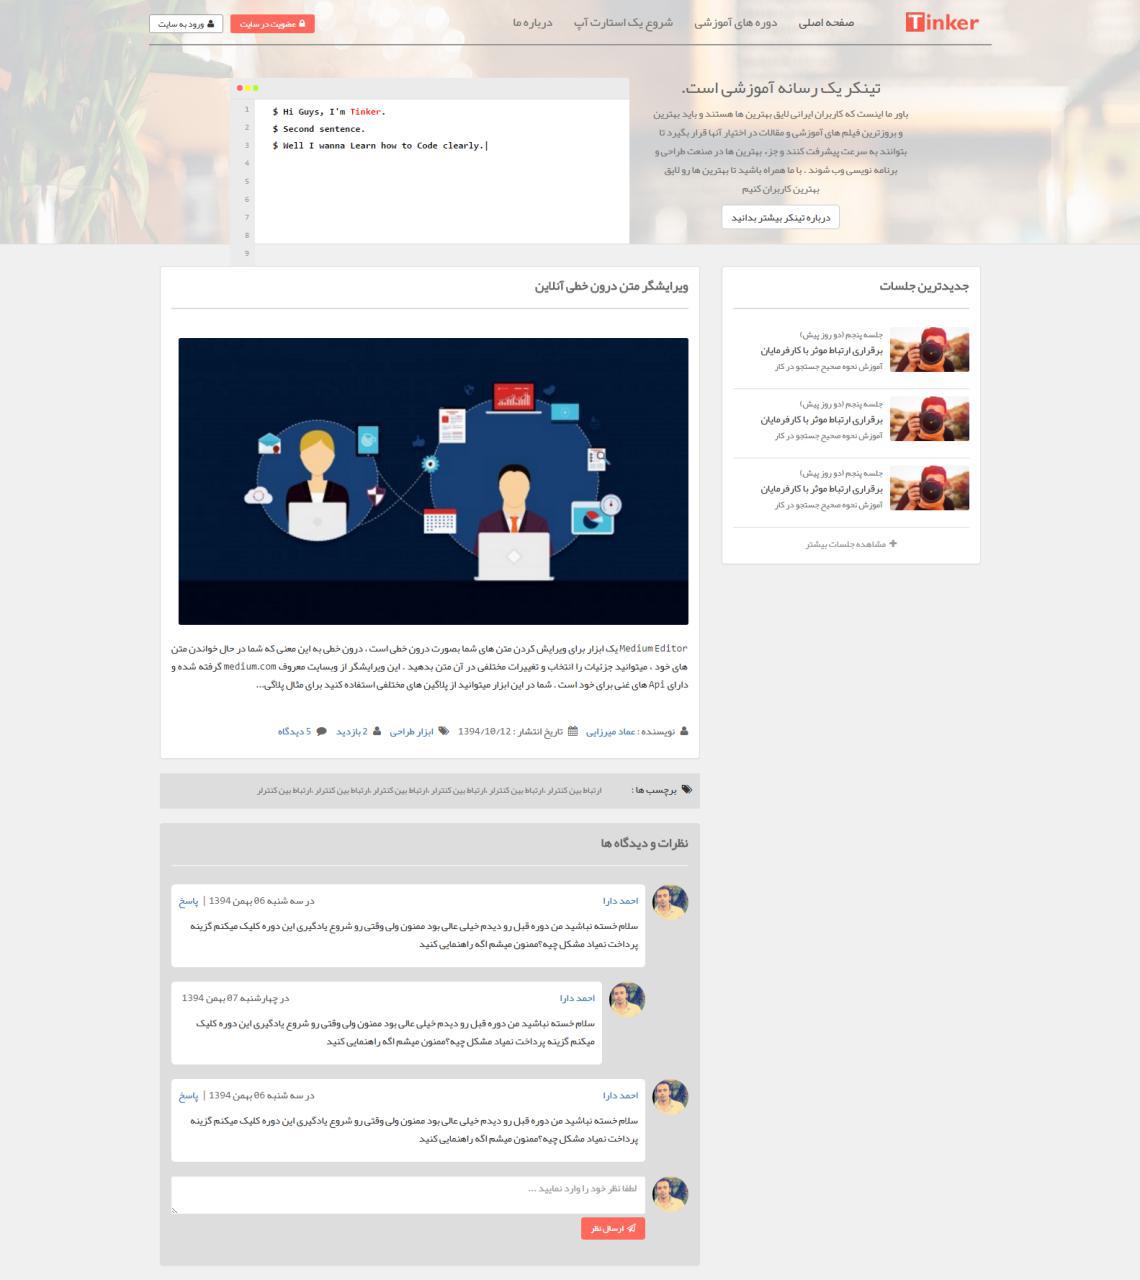 Tinker
صفحه اصلی
دوره های آموزشی
شروع یک استارت آپ
درباره ما
عضویت در سایت
ورود به سایت
تینکر یک رسانه آموزشی است.
باور ما اینست که کاربران ایرانی لایق بهترین ها هستند و باید بهترین
و بروزترین فیلم های آموزشی و مقالات در اختیار آنها قرار بگیرد تا
بتوانند به سرعت پیشرفت کنند و جزء بهترین ها در صنعت طراحی و
برنامه نویسی وب شوند . با ما همراه باشید تا بهترین ها رو لایق
بهترین کاربران کنیم
درباره تینکر بیشتر بدانید
1 $ Hi Guys, I'm Tinker.
2 $ Second sentence.
3 $ Well I wanna Learn how to Code clearly.|
4
5
6
7
8
9
جدیدترین جلسات
جلسه پنجم (دو روز پیش)
برقراری ارتباط موثر با کارفرمایان
آموزش نحوه صحیح جستجو در کار
جلسه پنجم (دو روز پیش)
برقراری ارتباط موثر با کارفرمایان
آموزش نحوه صحیح جستجو در کار
جلسه پنجم (دو روز پیش)
برقراری ارتباط موثر با کارفرمایان
آموزش نحوه صحیح جستجو در کار
مشاهده جلسات بیشتر
ویرایشگر متن درون خطی آنلاین
Medium Editor یک ابزار برای ویرایش کردن متن های شما بصورت درون خطی است ، درون خطی به این معنی که شما در حال خواندن متن
های خود ، میتوانید جزئیات را انتخاب و تغییرات مختلفی در آن متن بدهید . این ویرایشگر از وبسایت معروف medium.com گرفته شده و
دارای Api های غنی برای خود است . شما در این ابزار میتوانید از پلاگین های مختلفی استفاده کنید برای مثال پلاگی...
نویسنده : عماد میرزایی
تاریخ انتشار : 1394/10/12
ابزار طراحی
2 بازدید
5 دیدگاه
برچسب ها :
ارتباط بین کنترلر ،ارتباط بین کنترلر ،ارتباط بین کنترلر ،ارتباط بین کنترلر ،ارتباط بین کنترلر ،ارتباط بین کنترلر
نظرات و دیدگاه ها
احمد دارا
در سه شنبه 06 بهمن 1394 | پاسخ
سلام خسته نباشید من دوره قبل رو دیدم خیلی عالی بود ممنون ولی وقتی رو شروع یادگیری این دوره کلیک میکنم گزینه
پرداخت نمیاد مشکل چیه؟ممنون میشم اگه راهنمایی کنید
احمد دارا
در چهارشنبه 07 بهمن 1394
سلام خسته نباشید من دوره قبل رو دیدم خیلی عالی بود ممنون ولی وقتی رو شروع یادگیری این دوره کلیک
میکنم گزینه پرداخت نمیاد مشکل چیه؟ممنون میشم اگه راهنمایی کنید
احمد دارا
در سه شنبه 06 بهمن 1394 | پاسخ
سلام خسته نباشید من دوره قبل رو دیدم خیلی عالی بود ممنون ولی وقتی رو شروع یادگیری این دوره کلیک میکنم گزینه
پرداخت نمیاد مشکل چیه؟ممنون میشم اگه راهنمایی کنید
لطفا نظر خود را وارد نمایید ...
ارسال نظر